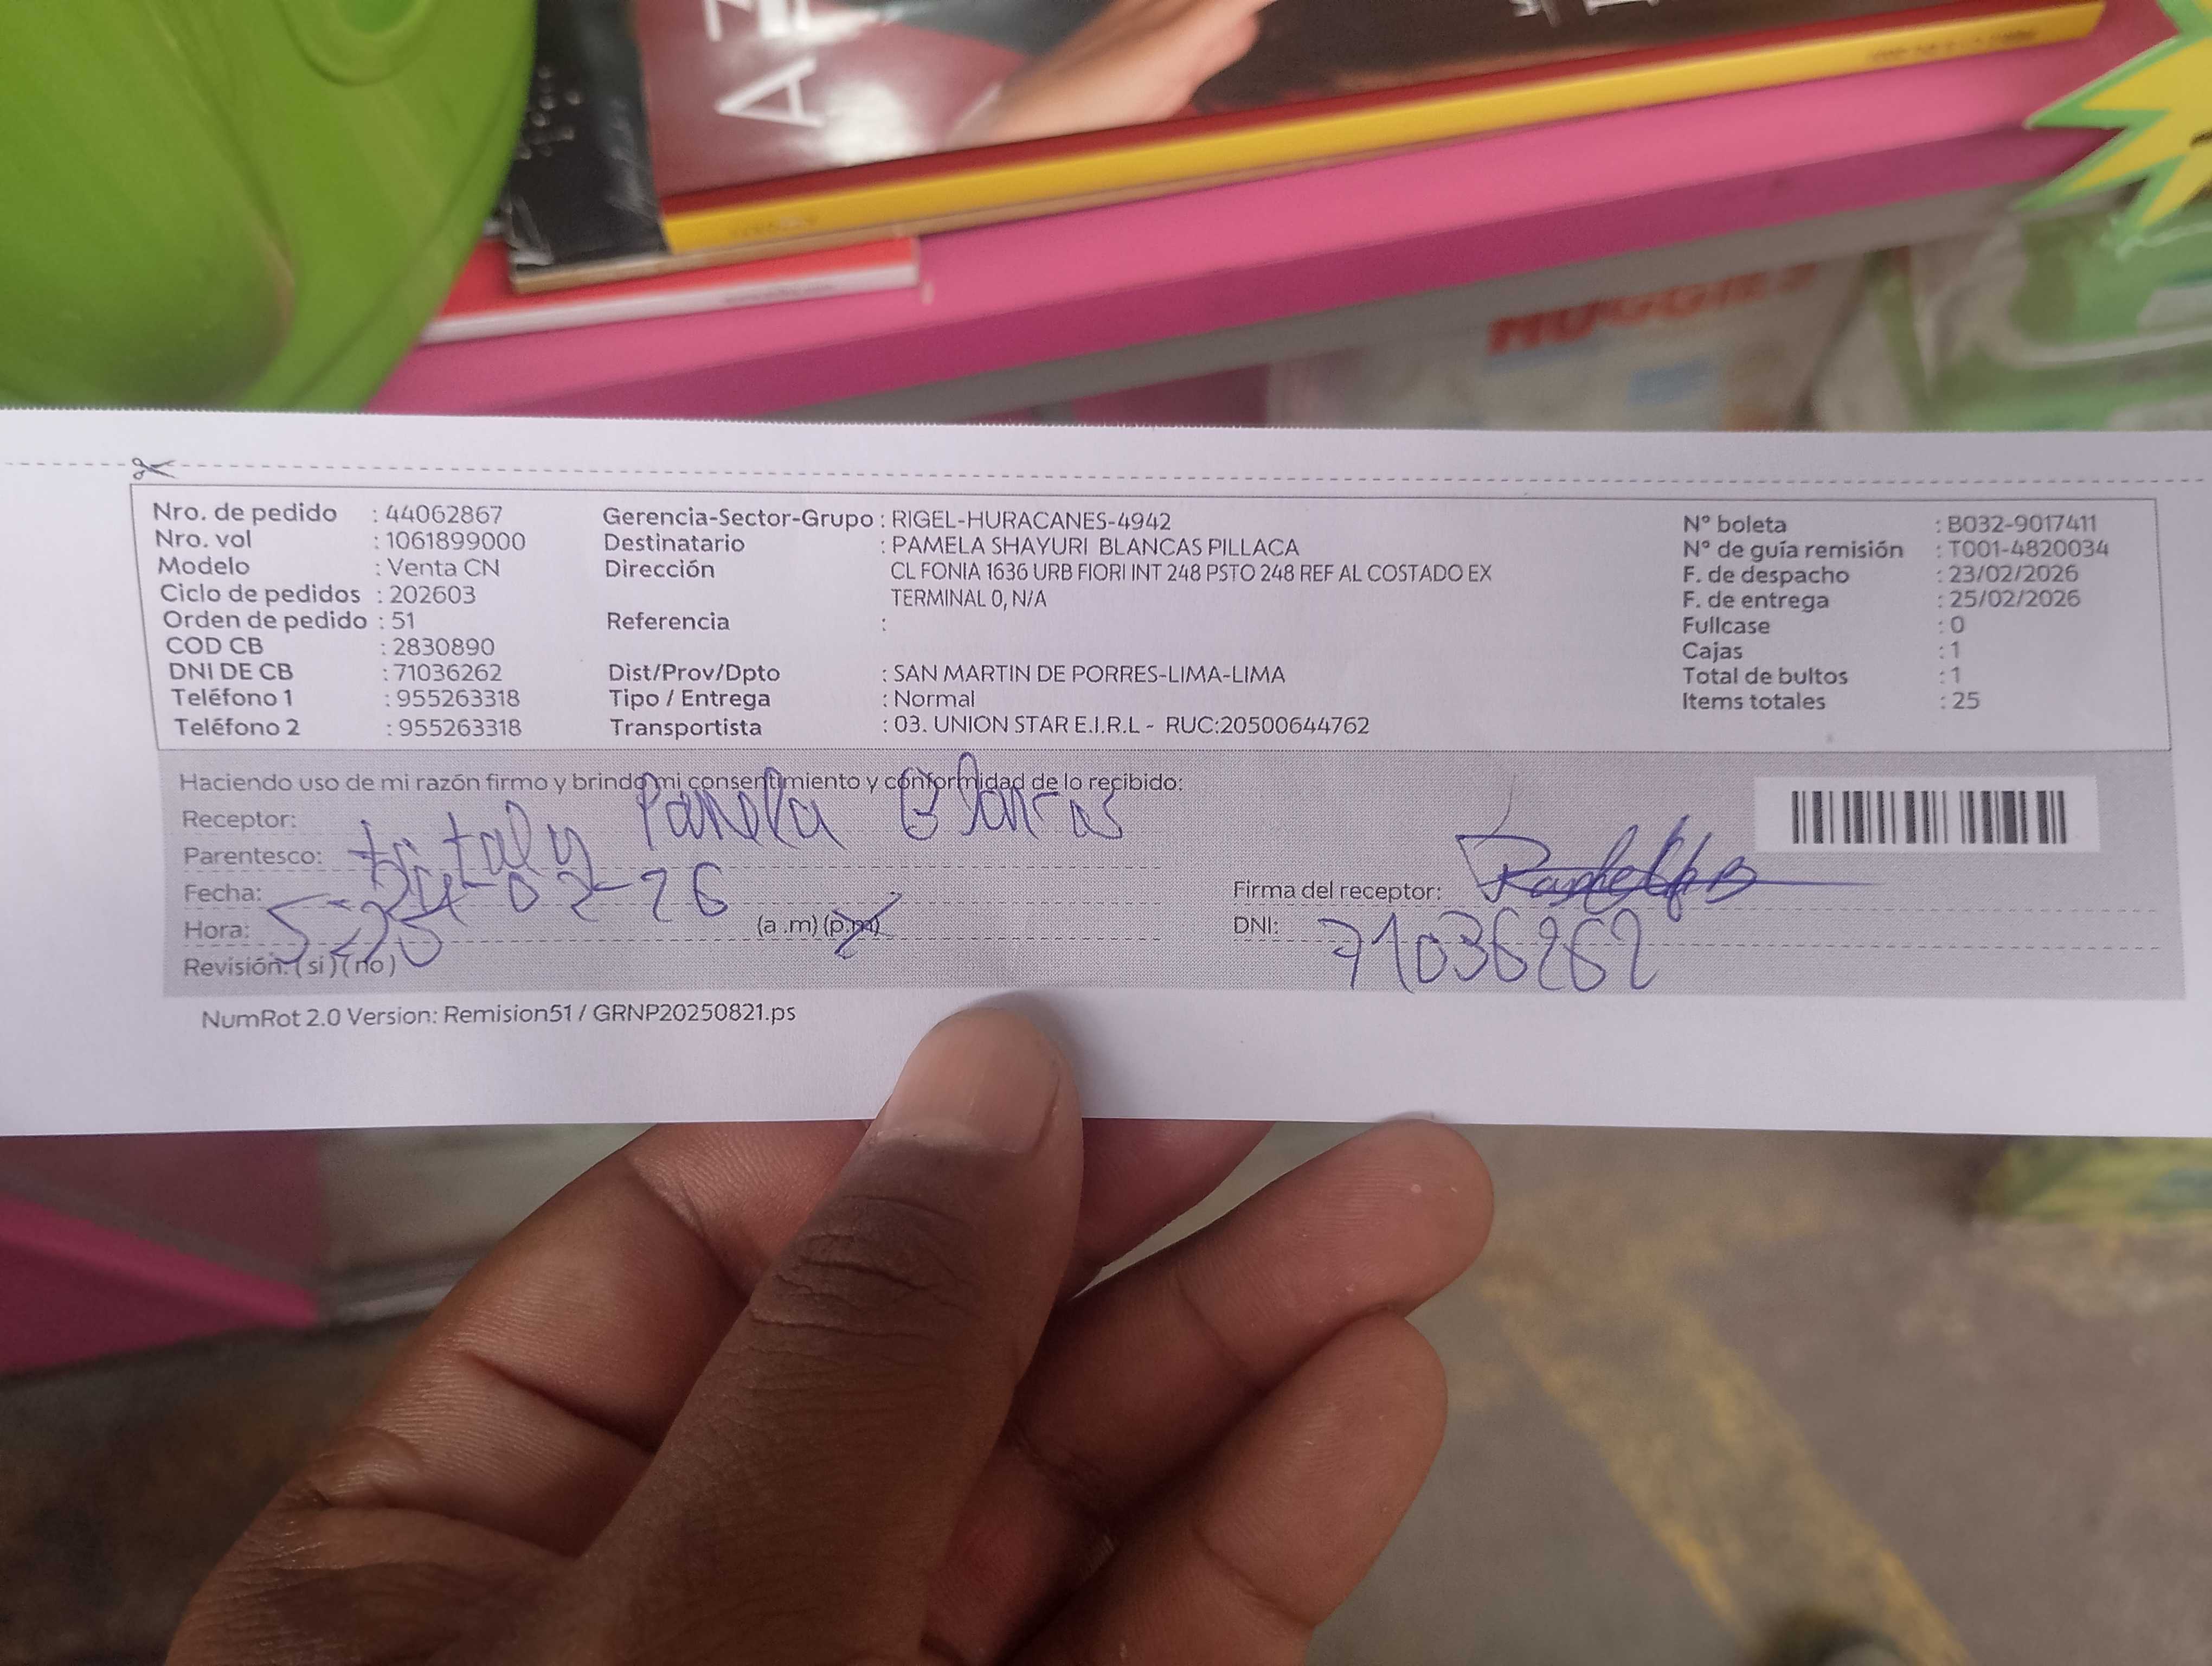 HUGGIES
Nro. de pedido : 44062867
Nro. vol : 1061899000
Modelo : Venta CN
Ciclo de pedidos : 202603
Orden de pedido : 51
COD CB : 2830890
DNI DE CB : 71036262
Teléfono 1 : 955263318
Teléfono 2 : 955263318
Gerencia-Sector-Grupo : RIGEL-HURACANES-4942
Destinatario : PAMELA SHAYURI BLANCAS PILLACA
Dirección CL FONIA 1636 URB FIORI INT 248 PSTO 248 REF AL COSTADO EX
TERMINAL 0, N/A
Referencia :
Dist/Prov/Dpto : SAN MARTIN DE PORRES-LIMA-LIMA
Tipo / Entrega : Normal
Transportista : 03. UNION STAR E.I.R.L - RUC:20500644762
N° boleta : B032-9017411
N° de guía remisión : T001-4820034
F. de despacho : 23/02/2026
F. de entrega : 25/02/2026
Fullcase : 0
Cajas : 1
Total de bultos : 1
Items totales : 25
Haciendo uso de mi razón firmo y brindo mi consentimiento y conformidad de lo recibido:
Receptor: Pamela Blancas
Parentesco:
Fecha: 24-02-26
Hora: 5:25 (a .m) (p.m)
Revisión: (si) (no)
Firma del receptor:
DNI: 71036262
NumRot 2.0 Version: Remision51 / GRNP20250821.ps